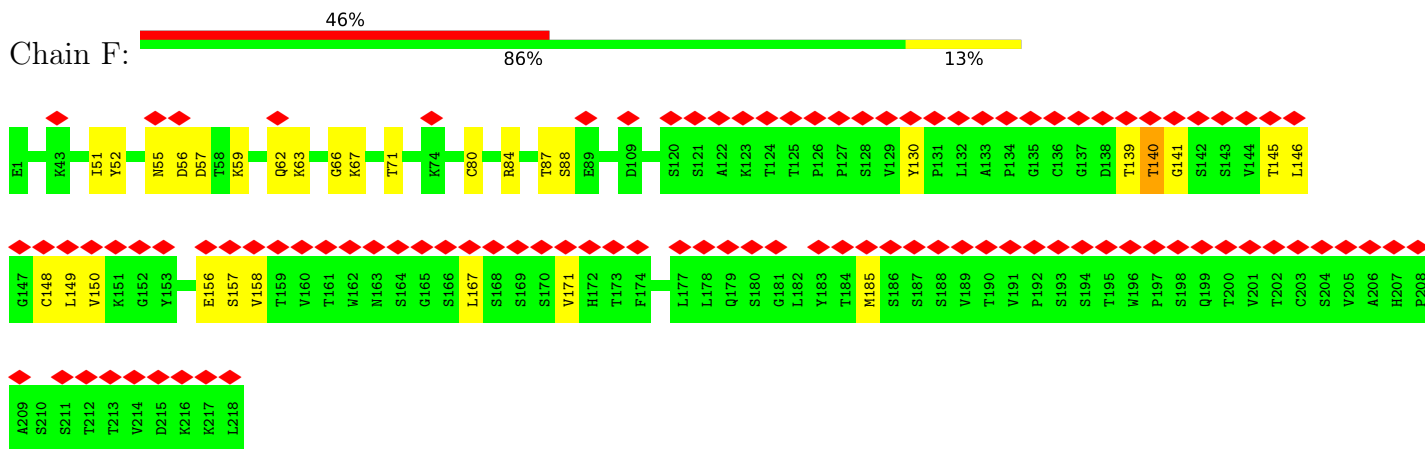 46%
Chain F:
86% 13%
E1 K43 I51 Y52 N55 D56 D57 T58 K59 Q62 K63 G66 K67 T71 K74 C80 R84 T87 S88 E89 D109 S120 S121 A122 K123 T124 T125 P126 P127 S128 V129 Y130 P131 L132 A133 P134 G135 C136 G137 D138 T139 T140 G141 S142 S143 V144 T145 L146
G147 C148 L149 V150 K151 G152 Y153 E156 S157 V158 T159 V160 T161 W162 N163 S164 G165 S166 L167 S168 S169 S170 V171 H172 T173 F174 L177 L178 Q179 S180 G181 L182 Y183 T184 M185 S186 S187 S188 V189 T190 V191 P192 S193 S194 T195 W196 P197 S198 Q199 T200 V201 T202 C203 S204 V205 A206 H207 P208
A209 S210 S211 T212 T213 V214 D215 K216 K217 L218